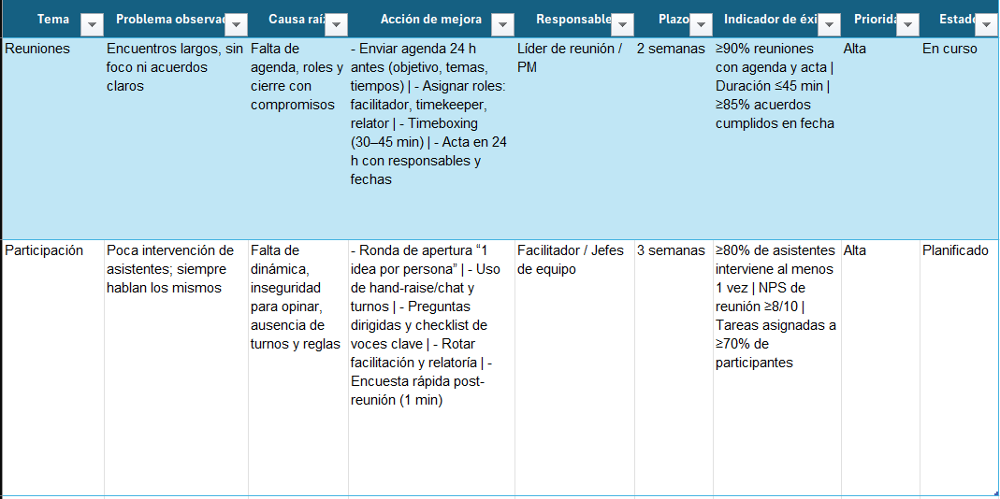 Tema Problema observad Causa raíz Acción de mejora Responsable Plazo Indicador de éxi Priorida Estado
Reuniones
Encuentros largos, sin
foco ni acuerdos
claros
Falta de
agenda, roles y
cierre con
compromisos
- Enviar agenda 24 h
antes (objetivo, temas,
tiempos) | - Asignar roles:
facilitador, timekeeper,
relator | - Timeboxing
(30–45 min) | - Acta en 24
h con responsables y
fechas
Líder de reunión /
PM
2 semanas
≥90% reuniones
con agenda y acta |
Duración ≤45 min |
≥85% acuerdos
cumplidos en fecha
Alta
En curso
Participación
Poca intervención de
asistentes; siempre
hablan los mismos
Falta de
dinámica,
inseguridad
para opinar,
ausencia de
turnos y reglas
- Ronda de apertura “1
idea por persona” | - Uso
de hand-raise/chat y
turnos | - Preguntas
dirigidas y checklist de
voces clave | - Rotar
facilitación y relatoría | -
Encuesta rápida post-
reunión (1 min)
Facilitador / Jefes
de equipo
3 semanas
≥80% de asistentes
interviene al menos
1 vez | NPS de
reunión ≥8/10 |
Tareas asignadas a
≥70% de
participantes
Alta
Planificado